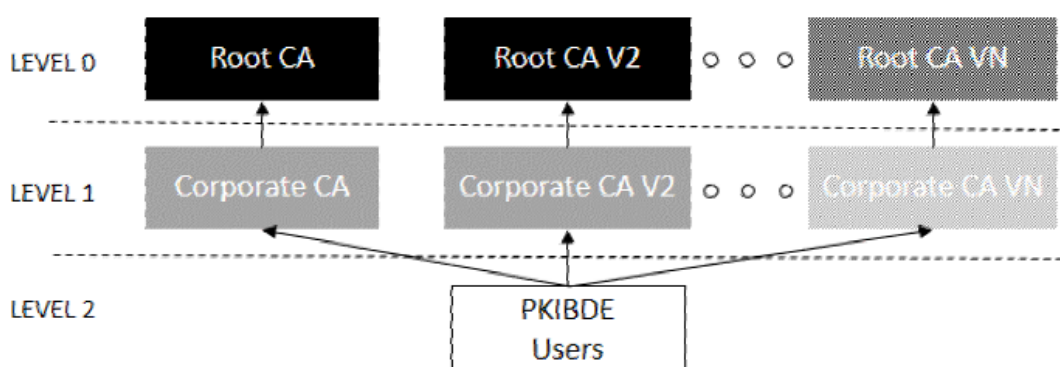 LEVEL 0
Root CA
Root CA V2
Root CA VN
LEVEL 1
Corporate CA
Corporate CA V2
Corporate CA VN
LEVEL 2
PKIBDE
Users